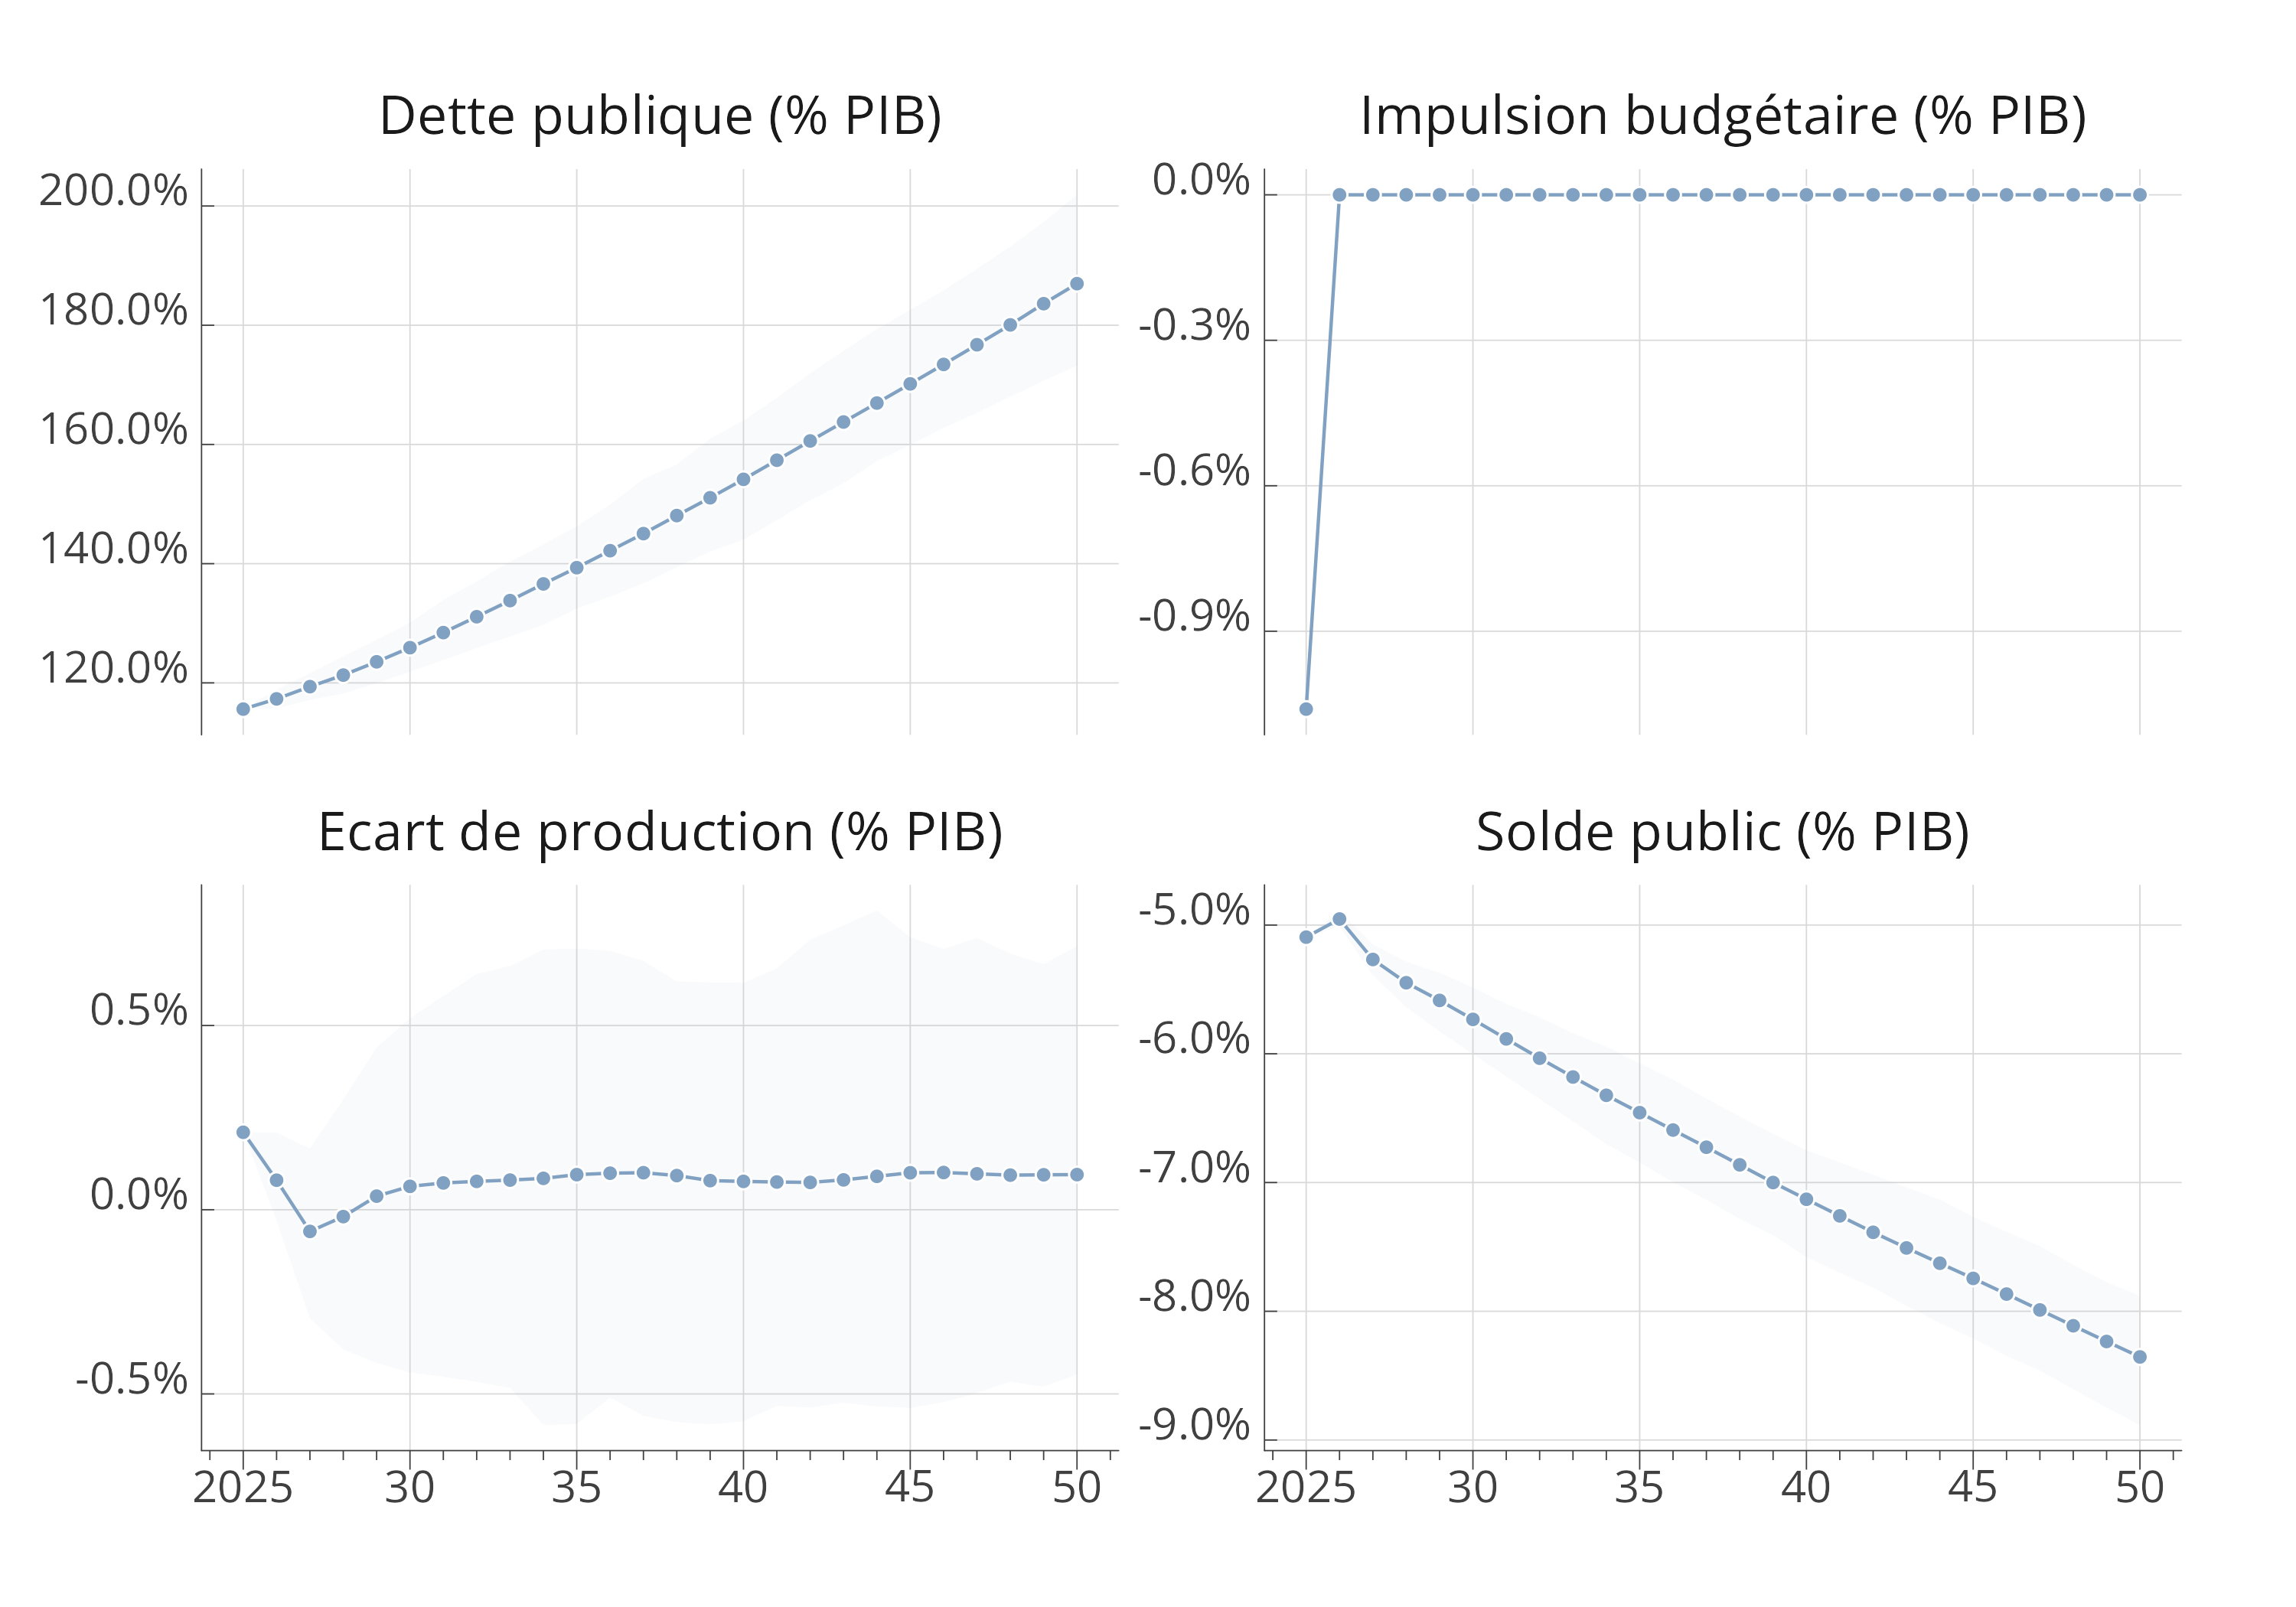 Dette publique (% PIB)
200.0%
180.0%
160.0%
140.0%
120.0%
Impulsion budgétaire (% PIB)
0.0%
-0.3%
-0.6%
-0.9%
Ecart de production (% PIB)
0.5%
0.0%
-0.5%
2025 30 35 40 45 50
Solde public (% PIB)
-5.0%
-6.0%
-7.0%
-8.0%
-9.0%
2025 30 35 40 45 50